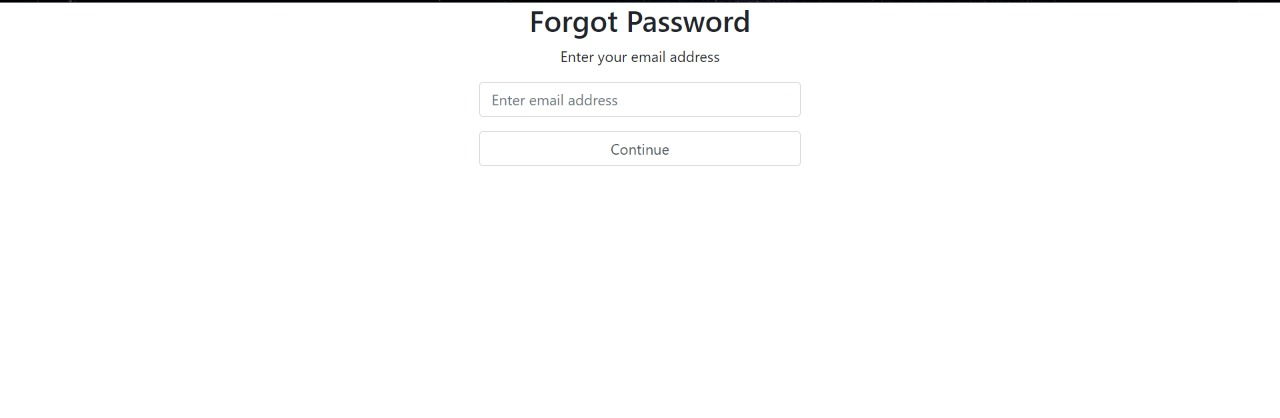 Forgot Password
Enter your email address
Enter email address
Continue